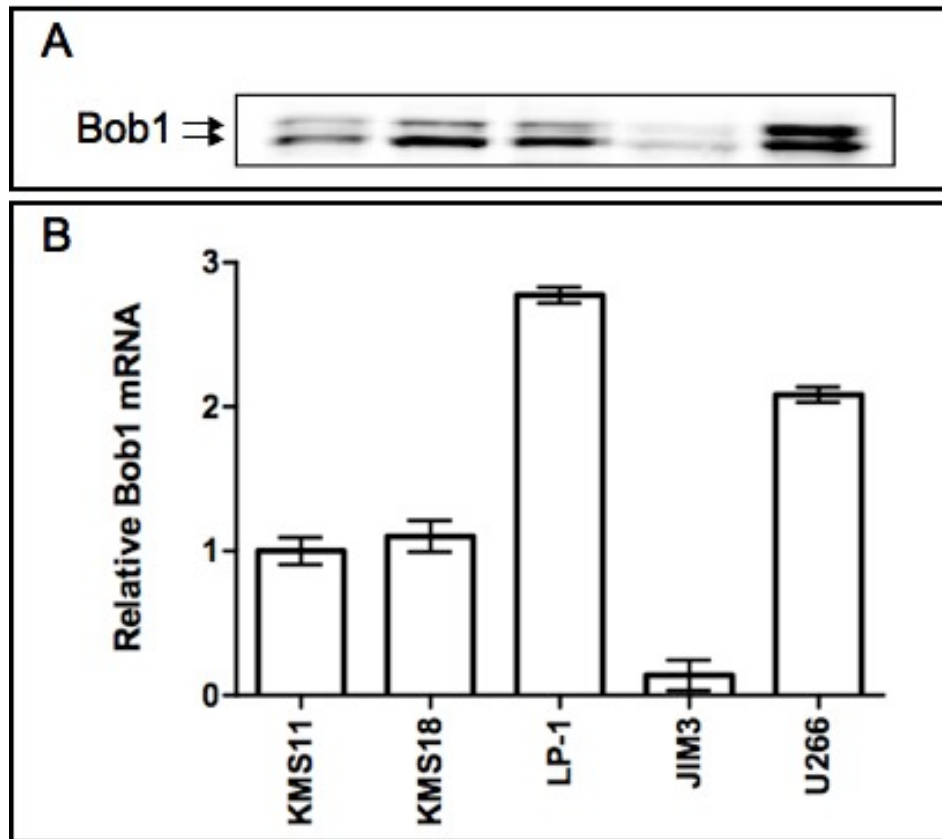 A
Bob1
B
Relative Bob1 mRNA
3
2
1
0
KMS11
KMS18
LP-1
JIM3
U266